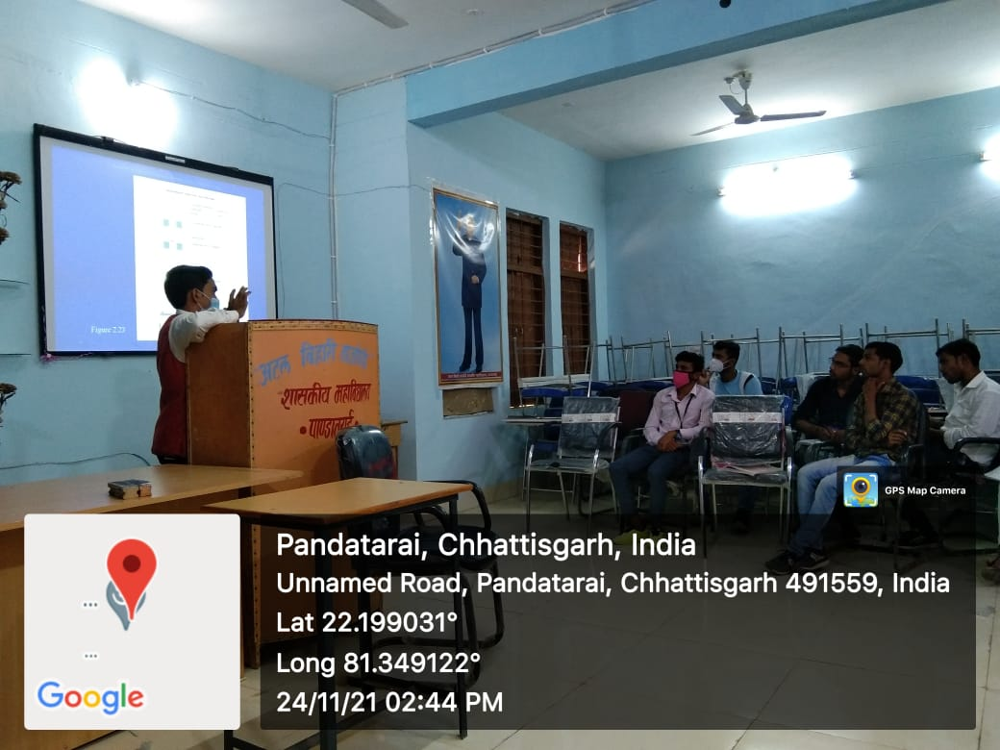 Figure 2.23
अटल बिहारी
शासकीय महाविद्यालय
• पाण्डातराई •
GPS Map Camera
Pandatarai, Chhattisgarh, India
Unnamed Road, Pandatarai, Chhattisgarh 491559, India
Lat 22.199031°
Long 81.349122°
24/11/21 02:44 PM
Google